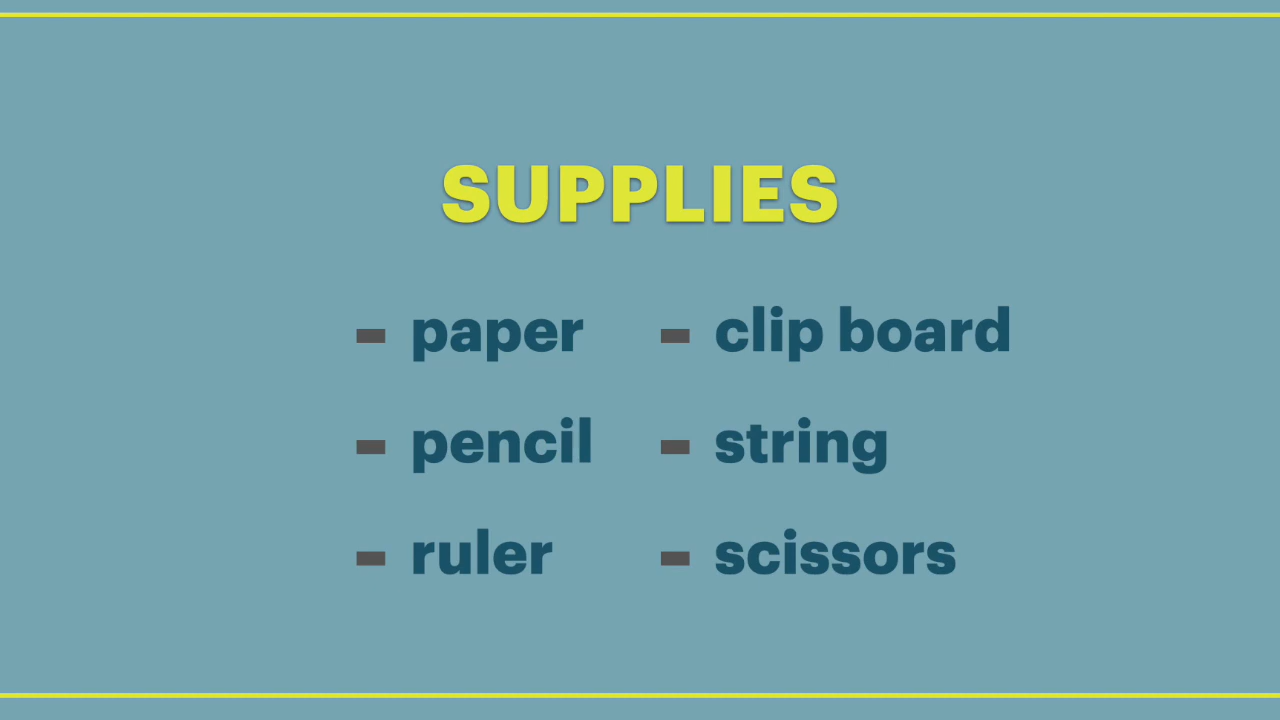 SUPPLIES
- paper
- pencil
- ruler
- clip board
- string
- scissors